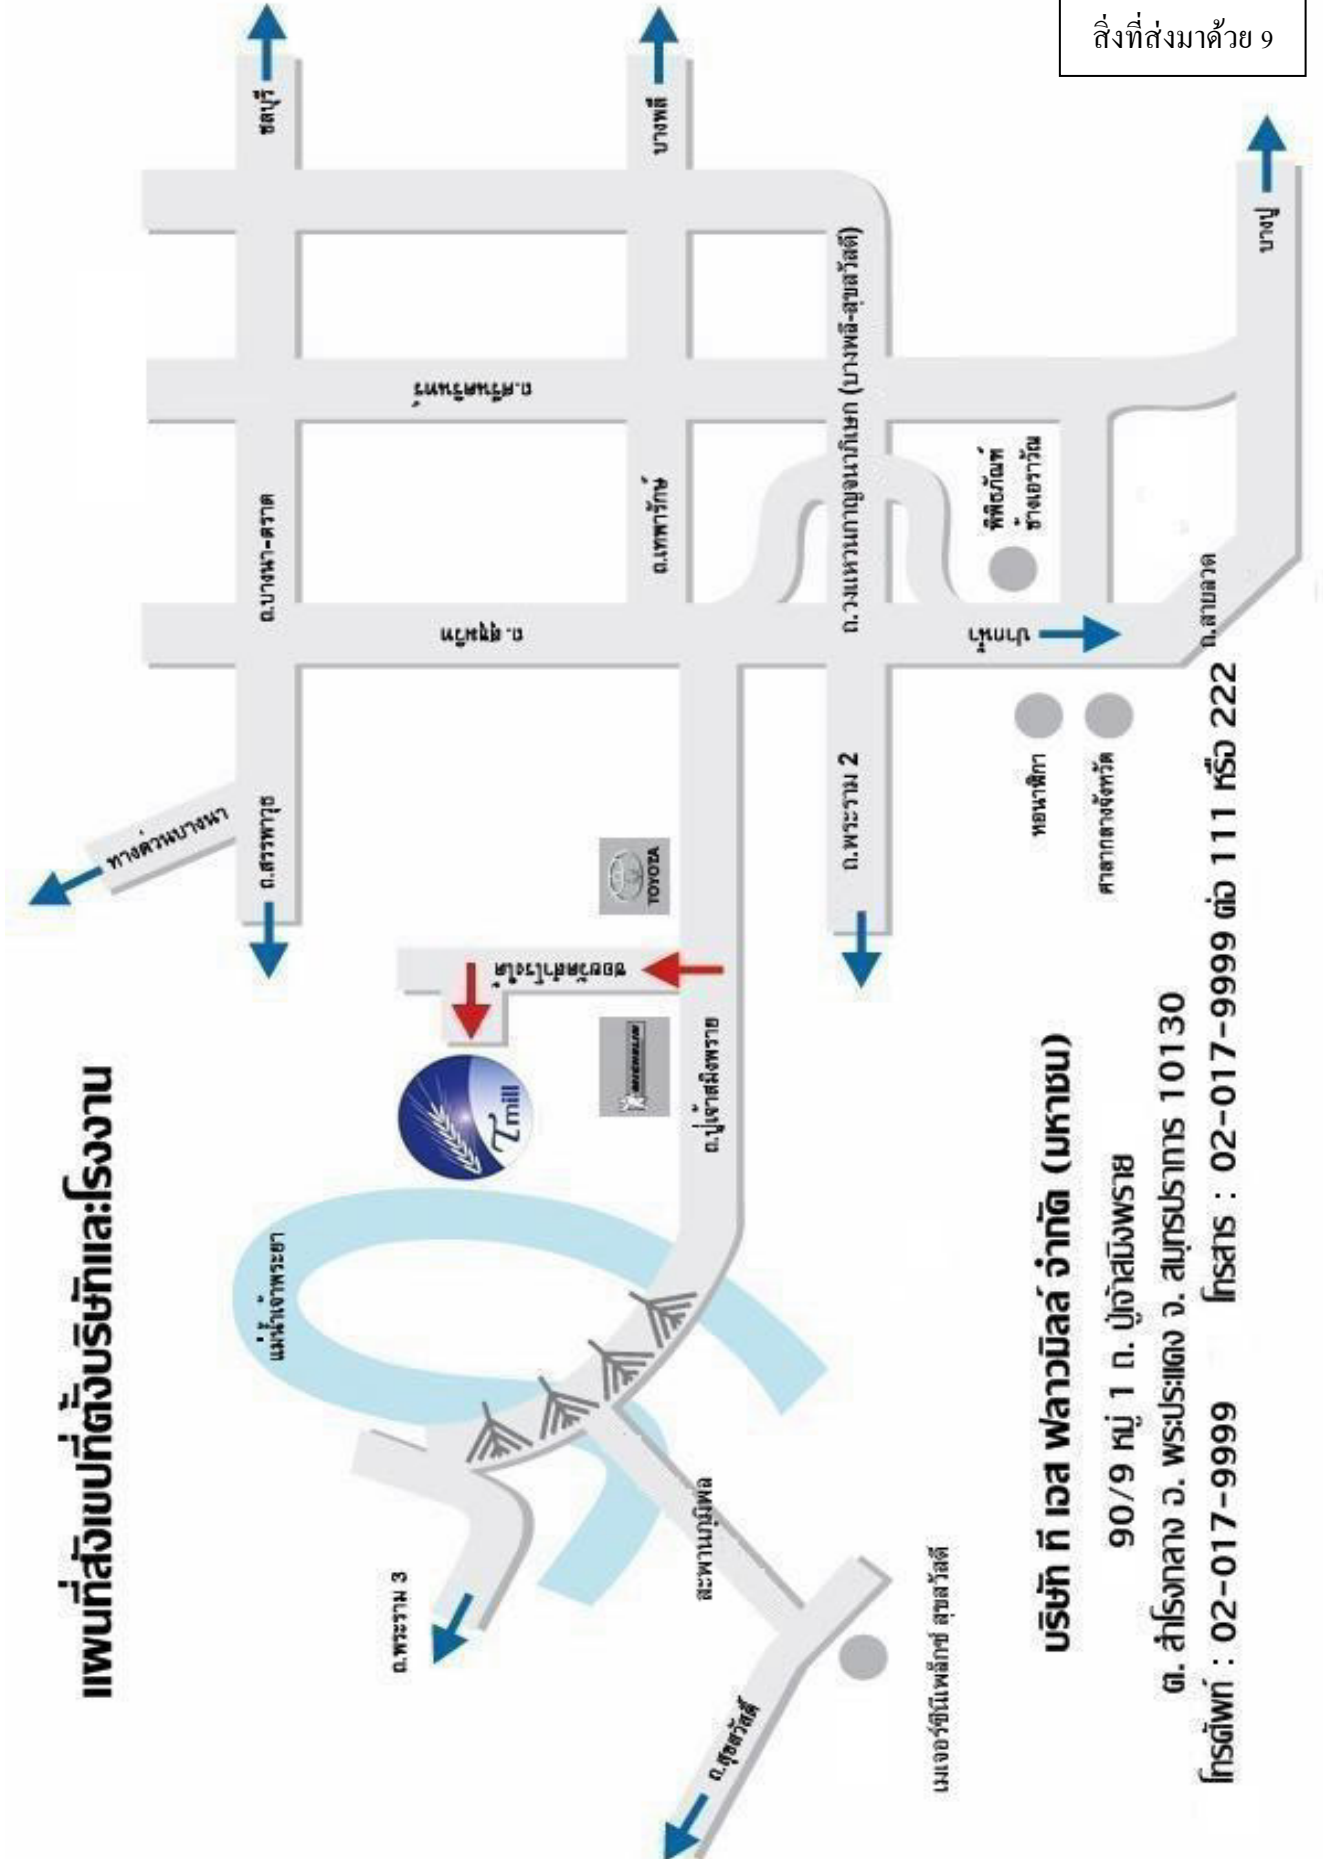 สิ่งที่ส่งมาด้วย 9
แผนที่สังเขปที่ตั้งบริษัทและโรงงาน
ทางด่วนบางนา
ถ.สรรพาวุธ
ถ.บางนา-ตราด
ชลบุรี
ถ.สุขุมวิท
ถ.ศรีนครินทร์
ถ.เทพารักษ์
บางพลี
แม่น้ำเจ้าพระยา
Tmill
ซอยวัดสำโรงใต้
MICHELIN
TOYOTA
ถ.พระราม 3
สะพานภูมิพล
ถ.ปู่เจ้าสมิงพราย
ถ.พระราม 2
ถ.วงแหวนกาญจนาภิเษก (บางพลี-สุขสวัสดิ์)
ถ.สุขสวัสดิ์
เมเจอร์ซีนีเพล็กซ์ สุขสวัสดิ์
ปากน้ำ
พิพิธภัณฑ์
ช้างเอราวัณ
หอนาฬิกา
ศาลากลางจังหวัด
ถ.สายลวด
บางปู
บริษัท ที เอส ฟลาวมิลล์ จำกัด (มหาชน)
90/9 หมู่ 1 ถ. ปู่เจ้าสมิงพราย
ต. สำโรงกลาง อ. พระประแดง จ. สมุทรปราการ 10130
โทรศัพท์ : 02-017-9999 โทรสาร : 02-017-9999 ต่อ 111 หรือ 222